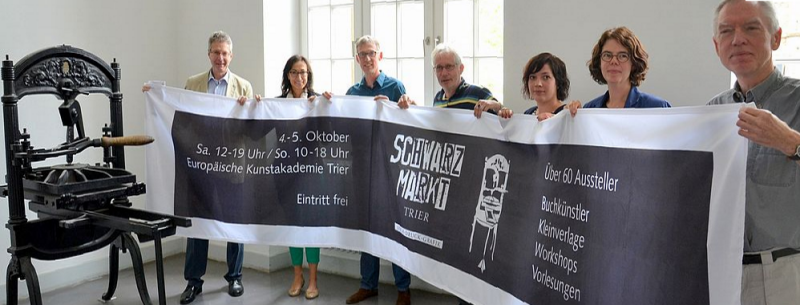 4.-5. Oktober
Sa. 12-19 Uhr / So. 10-18 Uhr
Europäische Kunstakademie Trier
Eintritt frei
SCHWARZ
MARKT
TRIER
Über 60 Aussteller
Buchkünstler
Kleinverlage
Workshops
Vorlesungen